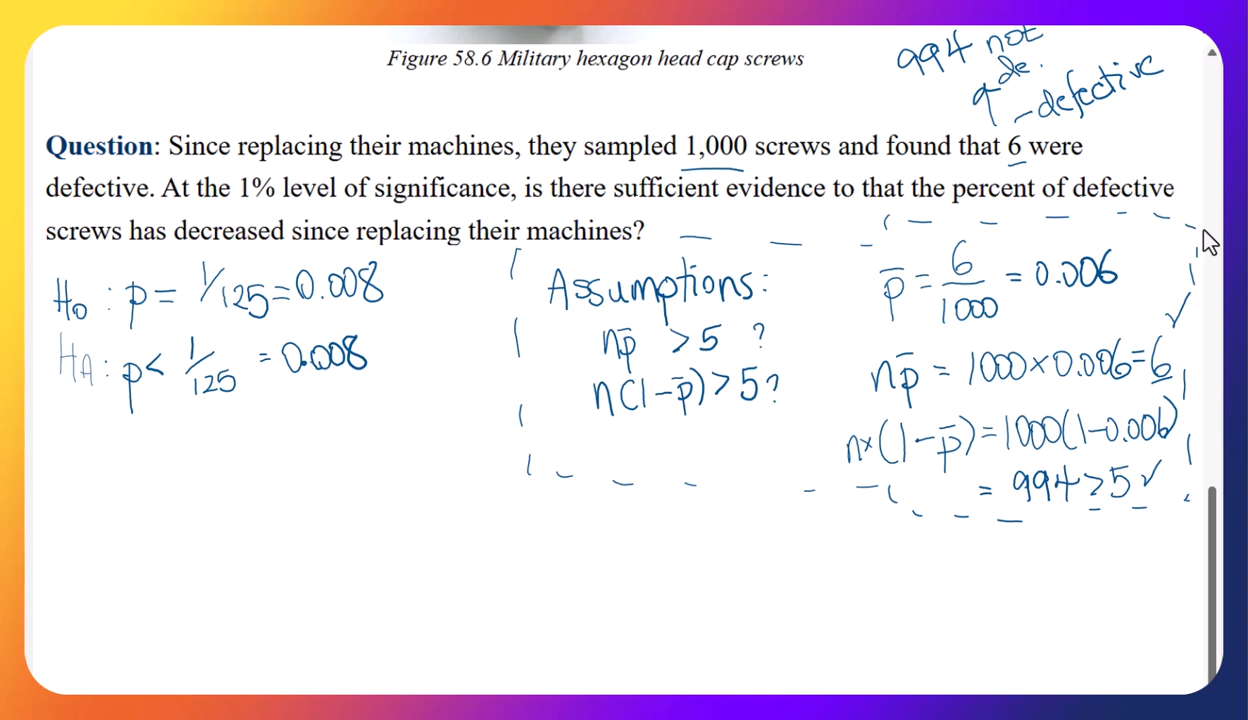 Figure 58.6 Military hexagon head cap screws
994 not
de.
9 - defective
Question: Since replacing their machines, they sampled 1,000 screws and found that 6 were
defective. At the 1% level of significance, is there sufficient evidence to that the percent of defective
screws has decreased since replacing their machines?
H₀ : p = 1/125 = 0.008
H_A : p < 1/125 = 0.008
Assumptions:
np̄ > 5 ?
n(1-p̄) > 5 ?
p̄ = 6/1000 = 0.006
✓
np̄ = 1000 × 0.006 = 6
n×(1-p̄) = 1000(1-0.006)
= 994 ≥ 5 ✓